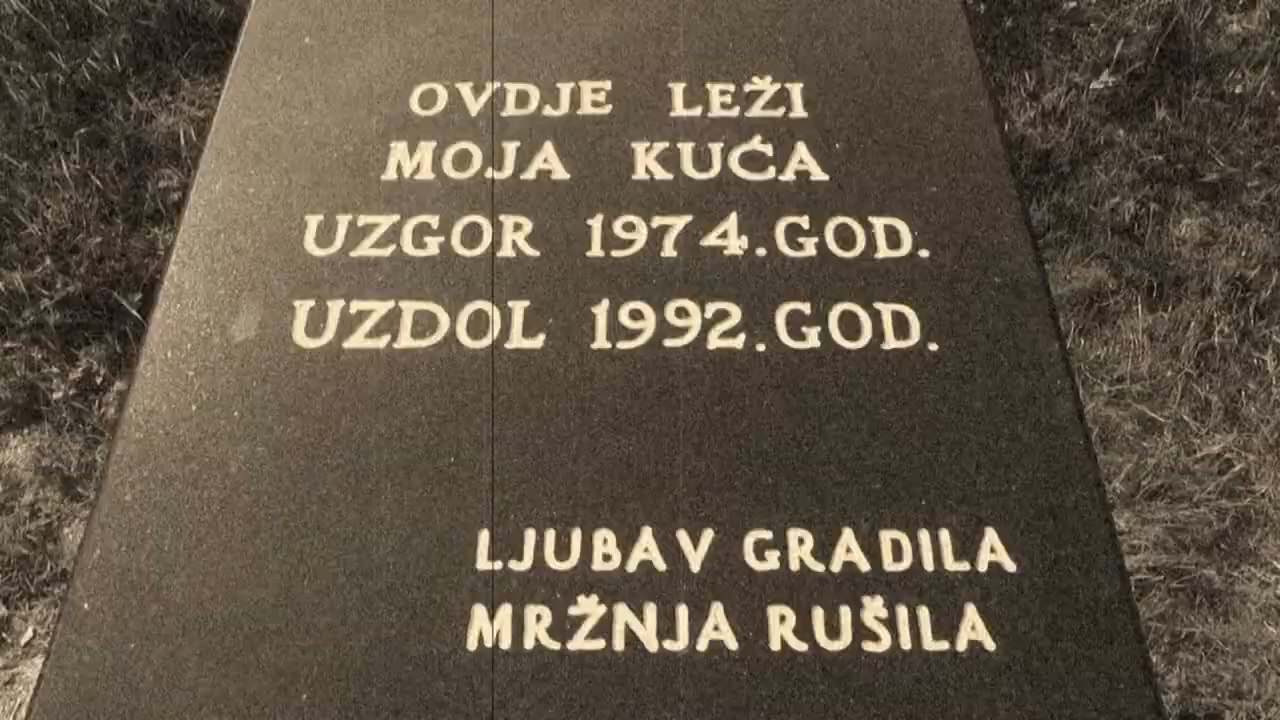 OVDJE LEŽI
MOJA KUĆA
UZGOR 1974.GOD.
UZDOL 1992.GOD.
LJUBAV GRADILA
MRŽNJA RUŠILA